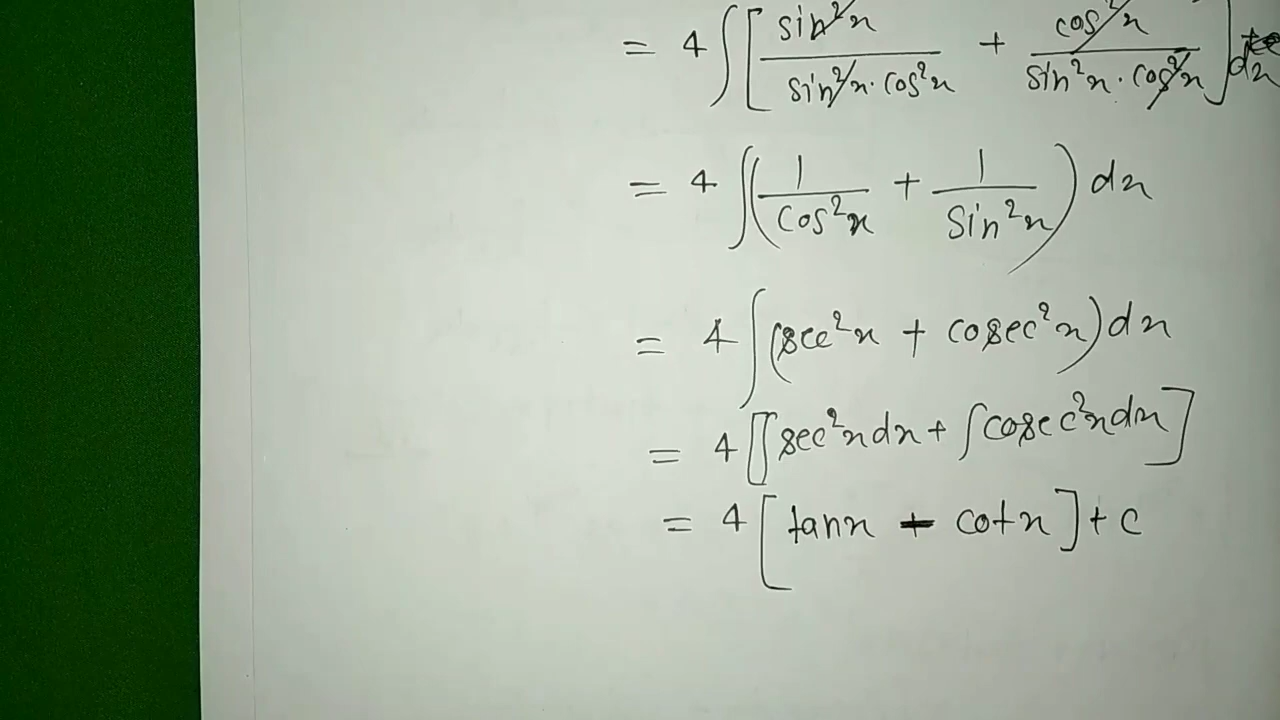 = 4 ∫ [ sin²x / sin²x · cos²x + cos²x / sin²x · cos²x ] dx
= 4 ∫ ( 1 / cos²x + 1 / sin²x ) dx
= 4 ∫ (sec²x + cosec²x) dx
= 4 [ ∫ sec²x dx + ∫ cosec²x dx ]
= 4 [ tanx - cotx ] + c